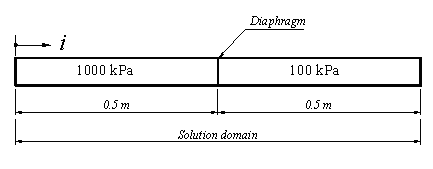 Diaphragm
i
1000 kPa
100 kPa
0.5 m
0.5 m
Solution domain